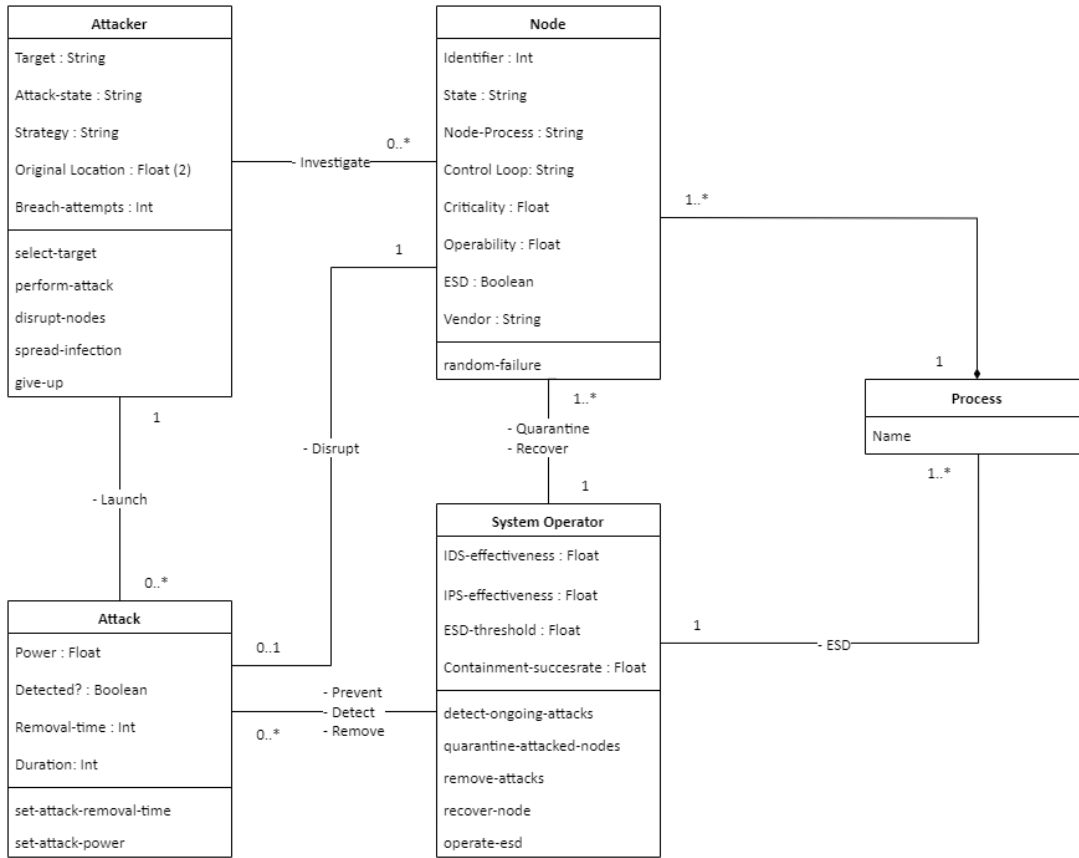 Attacker
Target : String
Attack-state : String
Strategy : String
Original Location : Float (2)
Breach-attempts : Int
select-target
perform-attack
disrupt-nodes
spread-infection
give-up
Node
Identifier : Int
State : String
Node-Process : String
Control Loop: String
Criticality : Float
Operability : Float
ESD : Boolean
Vendor : String
random-failure
0..*
- Investigate
1..*
1
1
- Disrupt
1
- Launch
0..*
1..*
- Quarantine
- Recover
1
Process
Name
1..*
Attack
Power : Float
Detected? : Boolean
Removal-time : Int
Duration: Int
set-attack-removal-time
set-attack-power
0..1
- Prevent
- Detect
- Remove
0..*
System Operator
IDS-effectiveness : Float
IPS-effectiveness : Float
ESD-threshold : Float
Containment-succesrate : Float
detect-ongoing-attacks
quarantine-attacked-nodes
remove-attacks
recover-node
operate-esd
1
- ESD